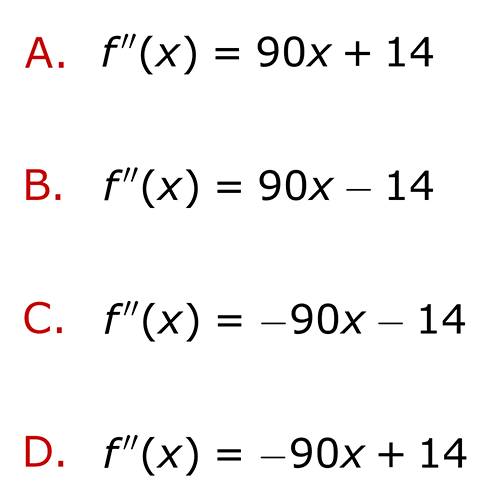 A. f″(x) = 90x + 14
B. f″(x) = 90x − 14
C. f″(x) = −90x − 14
D. f″(x) = −90x + 14